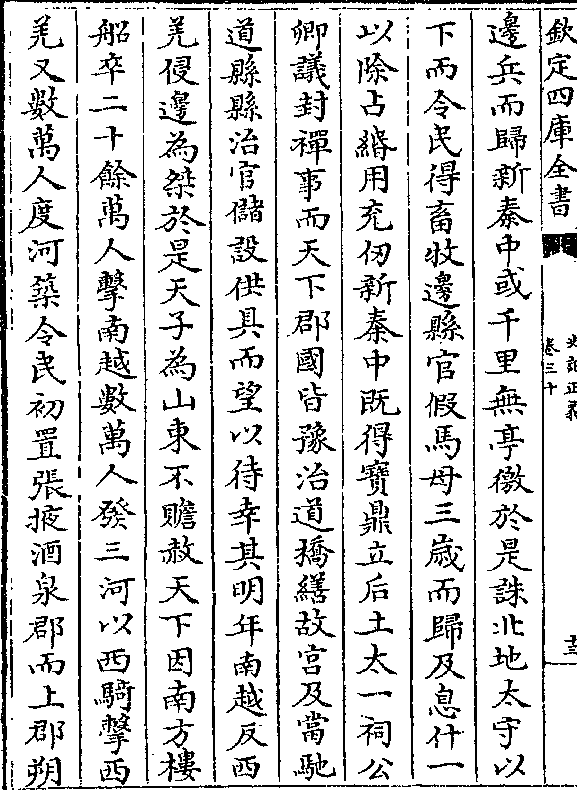 欽定四庫全書
史記正義
卷三十
邊兵而歸新秦中或千里無亭徼於是誅北地太守以
下而令民得畜牧邊縣官假馬母三歲而歸及息什一
以除占緡用充仞新秦中既得寶鼎立后土太一祠公
卿議封禪事而天下郡國皆豫治道橋繕故宮及當馳
道縣縣治官儲設供具而望以待幸其明年南越反西
羌侵邊為桀於是天子為山東不贍赦天下因南方樓
船卒二十餘萬人擊南越數萬人發三河以西騎擊西
羌又數萬人度河築令民初置張掖酒泉郡而上郡朔